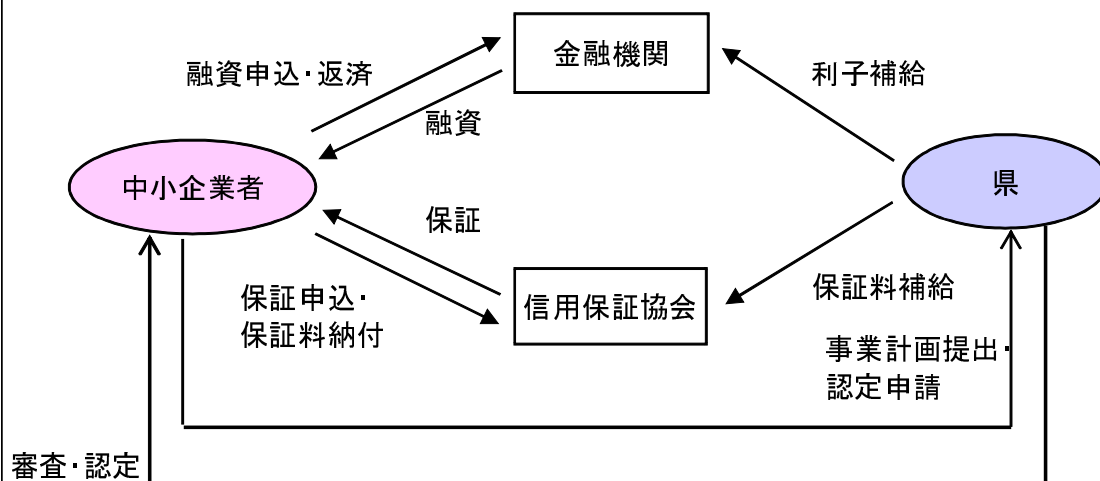 金融機関
融資申込・返済
利子補給
融資
中小企業者
県
保証
保証申込・
保証料納付
信用保証協会
保証料補給
事業計画提出・
認定申請
審査・認定